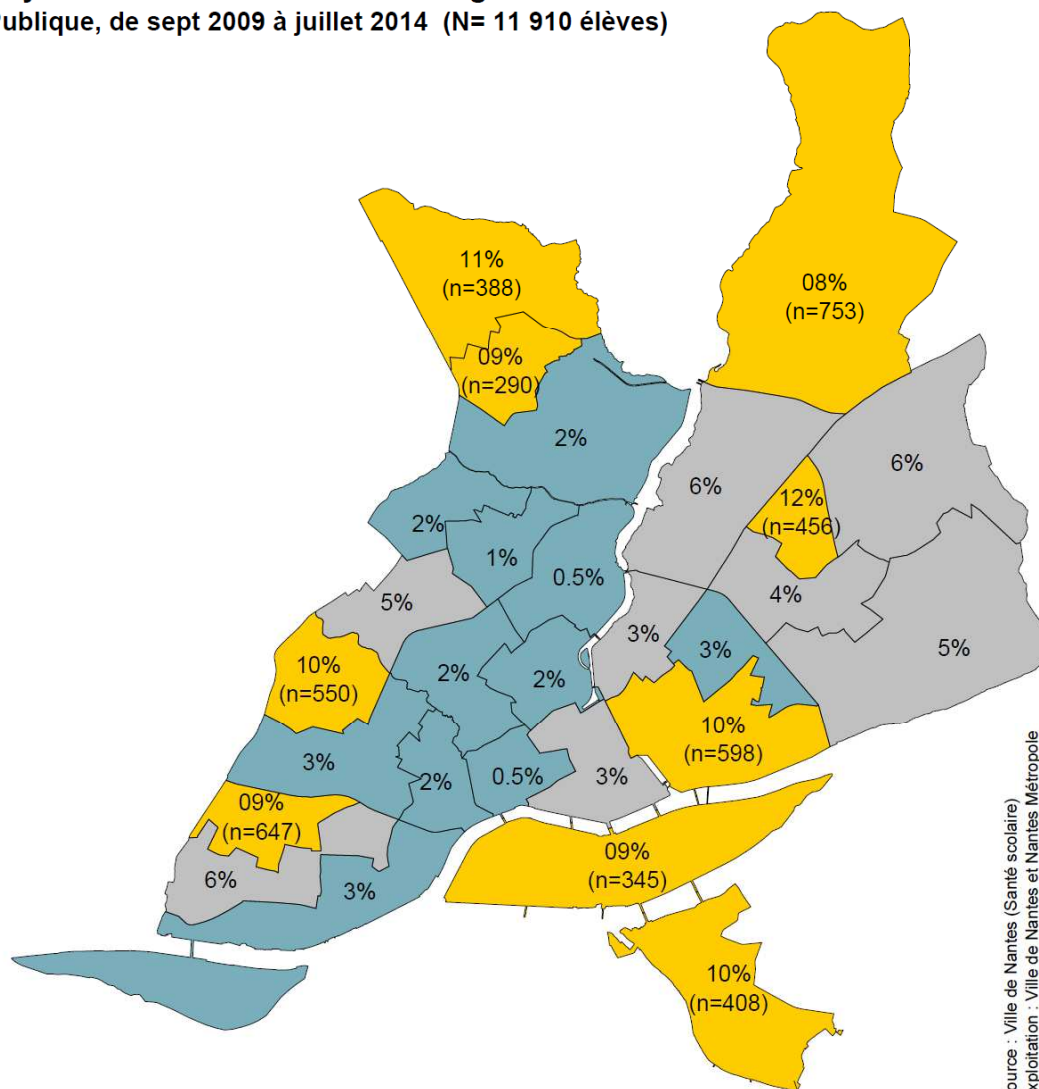 Publique, de sept 2009 à juillet 2014 (N= 11 910 élèves)
11%
(n=388)
08%
(n=753)
09%
(n=290)
2%
6%
6%
12%
(n=456)
2%
1%
0.5%
4%
5%
3%
3%
5%
10%
(n=550)
2%
2%
10%
(n=598)
3%
2%
0.5%
3%
09%
(n=647)
09%
(n=345)
6%
3%
10%
(n=408)
ource : Ville de Nantes (Santé scolaire)
xploitation : Ville de Nantes et Nantes Métropole